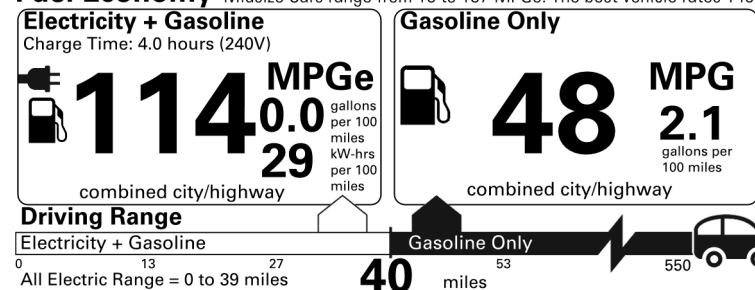 Fuel Economy
Electricity + Gasoline
Charge Time: 4.0 hours (240V)
114 MPGe
0.0 gallons per 100 miles
29 kW-hrs per 100 miles
combined city/highway
Gasoline Only
48 MPG
2.1
gallons per
100 miles
combined city/highway
Driving Range
Electricity + Gasoline
Gasoline Only
0 13 27 40 53 550
All Electric Range = 0 to 39 miles
miles